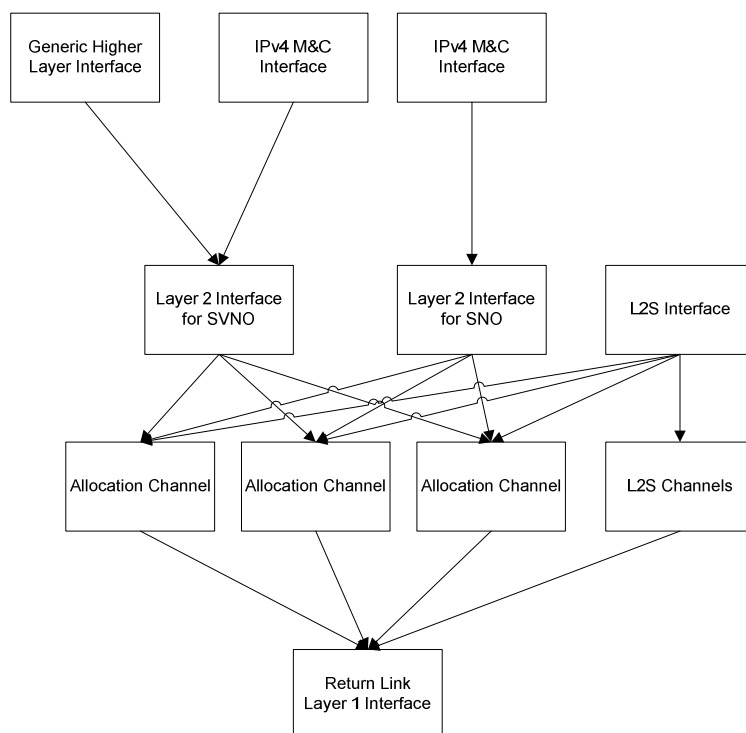 Generic Higher
Layer Interface
IPv4 M&C
Interface
IPv4 M&C
Interface
Layer 2 Interface
for SVNO
Layer 2 Interface
for SNO
L2S Interface
Allocation Channel
Allocation Channel
Allocation Channel
L2S Channels
Return Link
Layer 1 Interface